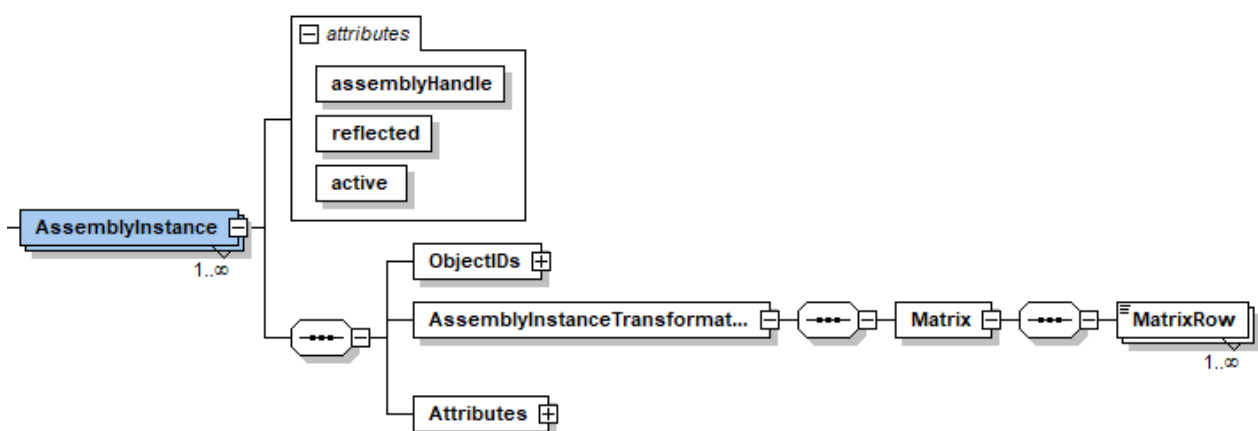 attributes
assemblyHandle
reflected
active
AssemblyInstance
1..∞
ObjectIDs
AssemblyInstanceTransformat...
Matrix
MatrixRow
1..∞
Attributes